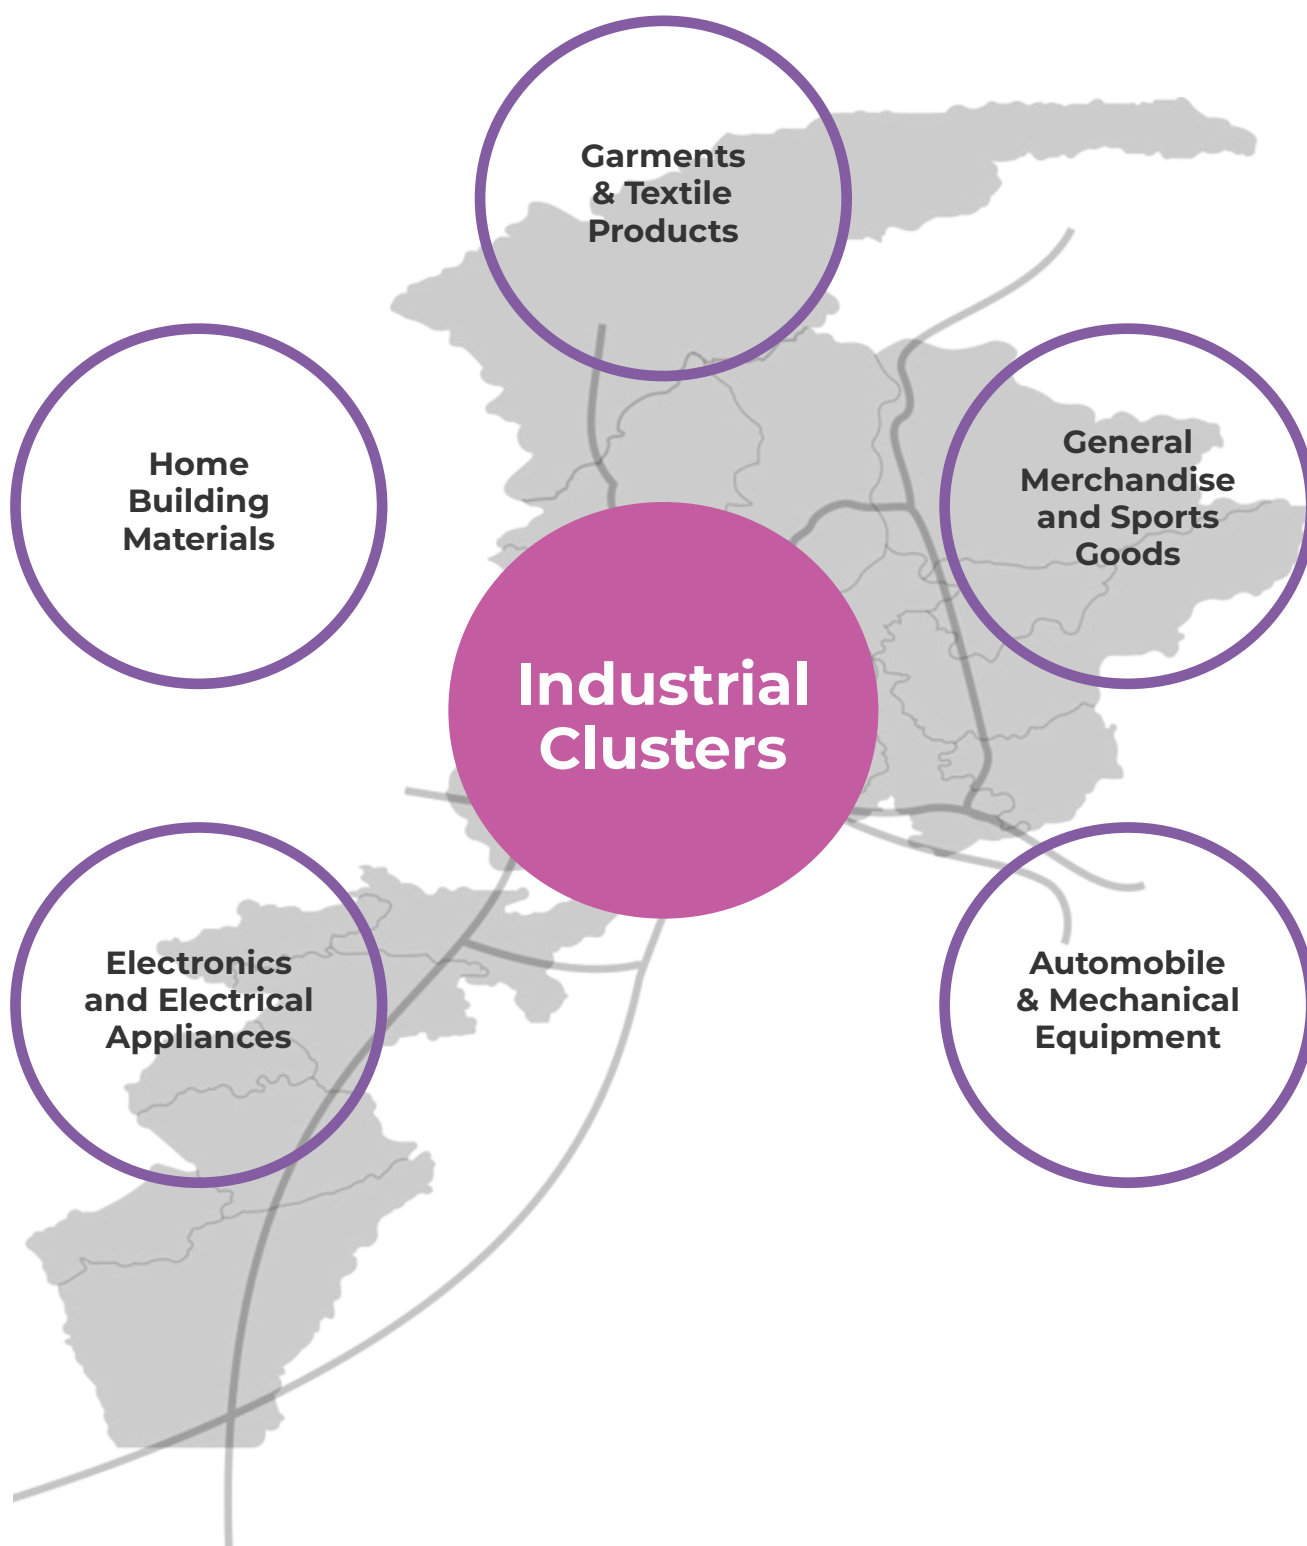 Garments
& Textile
Products
Home
Building
Materials
General
Merchandise
and Sports
Goods
Industrial
Clusters
Electronics
and Electrical
Appliances
Automobile
& Mechanical
Equipment